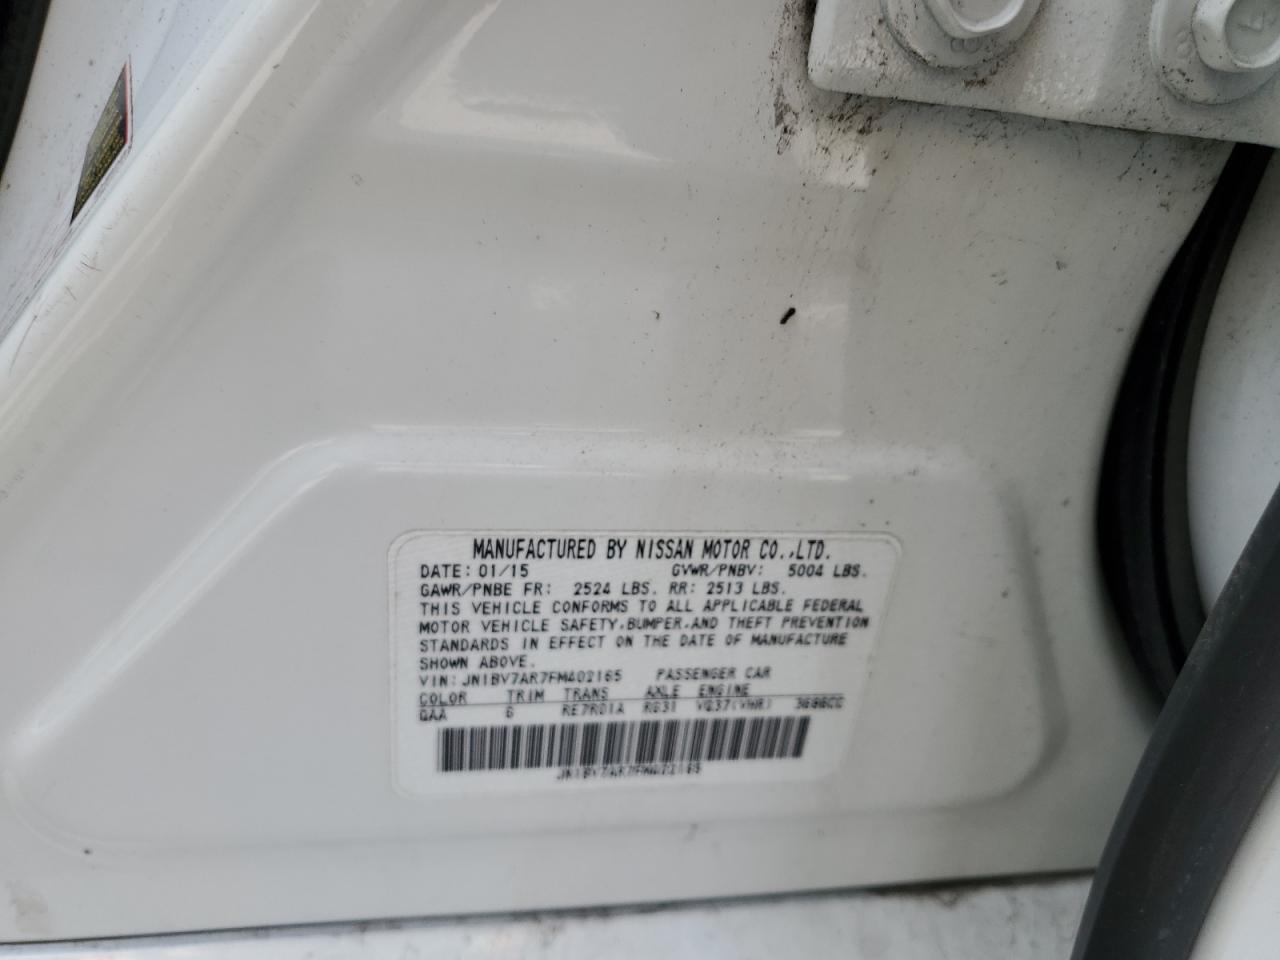 MANUFACTURED BY NISSAN MOTOR CO.,LTD.
DATE: 01/15 GVWR/PNBV: 5004 LBS.
GAWR/PNBE FR: 2524 LBS. RR: 2513 LBS.
THIS VEHICLE CONFORMS TO ALL APPLICABLE FEDERAL
MOTOR VEHICLE SAFETY,BUMPER,AND THEFT PREVENTION
STANDARDS IN EFFECT ON THE DATE OF MANUFACTURE
SHOWN ABOVE.
VIN: JN1BV7AR7FM402165 PASSENGER CAR
COLOR TRIM TRANS AXLE ENGINE
QAA G RE7R01A RG31 VQ37(VHR) 3696CC
JN1BV7AR7FM402165